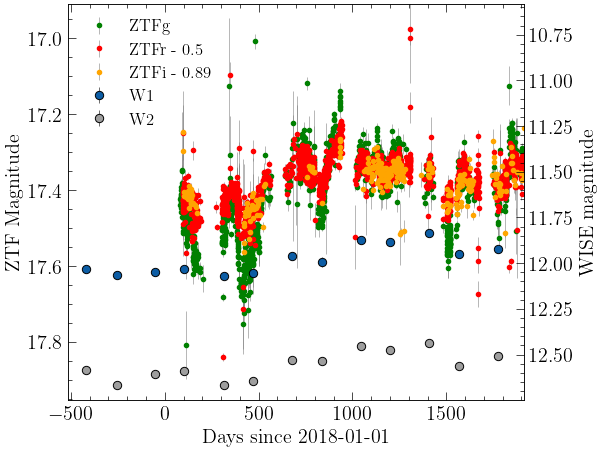 ZTFg
ZTFr - 0.5
ZTFi - 0.89
W1
W2
17.0
17.2
17.4
17.6
17.8
ZTF Magnitude
10.75
11.00
11.25
11.50
11.75
12.00
12.25
12.50
WISE magnitude
−500 0 500 1000 1500
Days since 2018-01-01